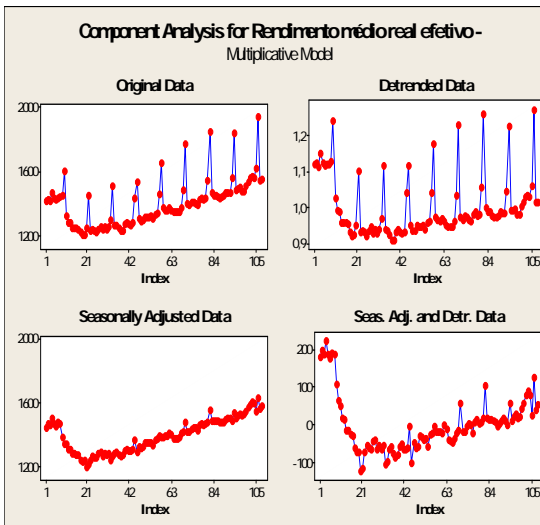 Component Analysis for Rendimento médio real efetivo -
Multiplicative Model
Original Data
2000
1600
1200
1 21 42 63 84 105
Index
Detrended Data
1,2
1,1
1,0
0,9
1 21 42 63 84 105
Index
Seasonally Adjusted Data
2000
1600
1200
1 21 42 63 84 105
Index
Seas. Adj. and Detr. Data
200
100
0
-100
1 21 42 63 84 105
Index